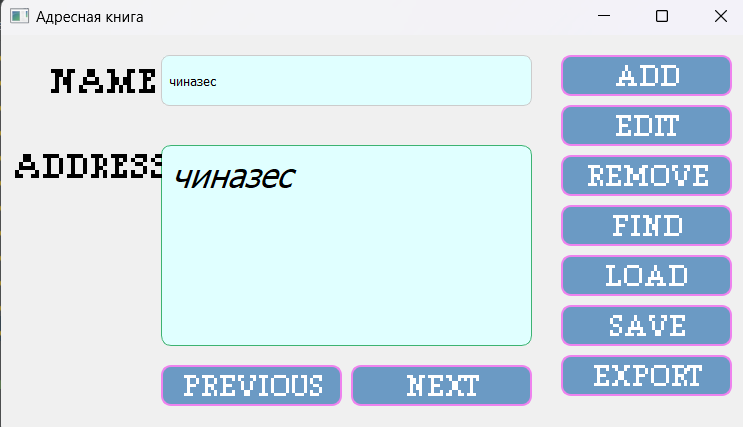 Адресная книга
NAME
чиназес
ADDRESS
чиназес
PREVIOUS
NEXT
ADD
EDIT
REMOVE
FIND
LOAD
SAVE
EXPORT